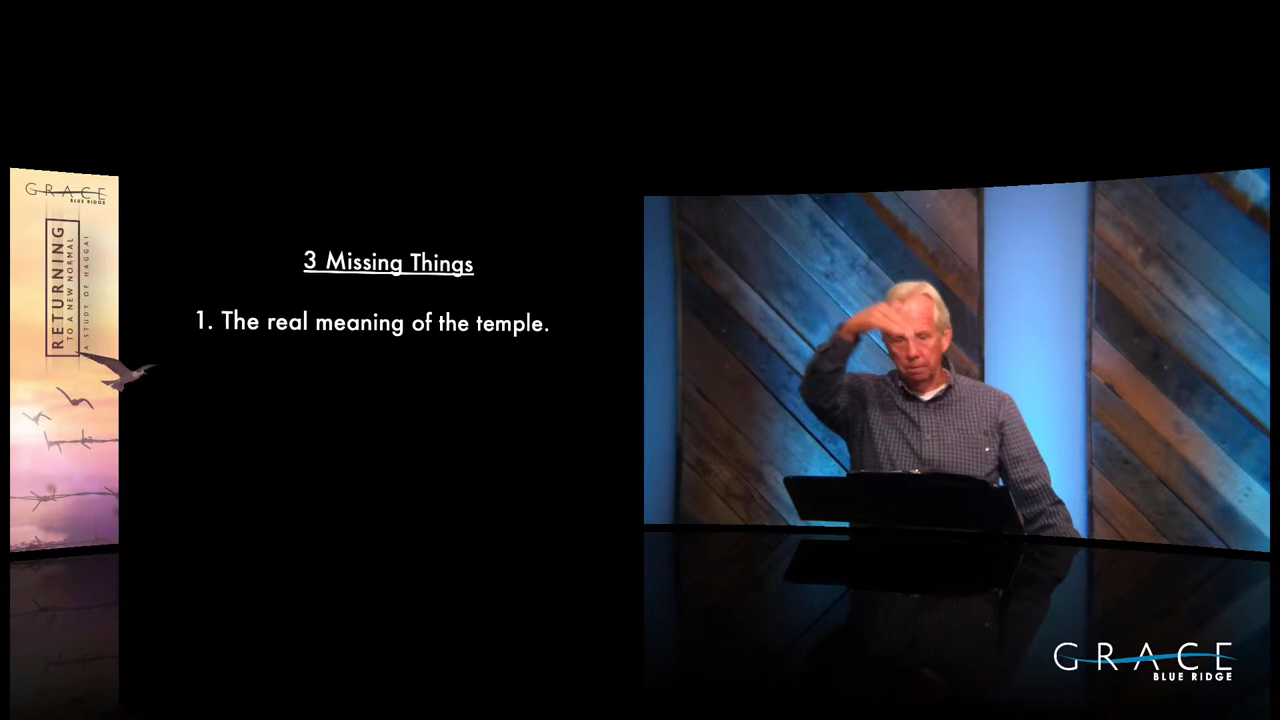 GRACE
BLUE RIDGE
RETURNING
TO A NEW NORMAL
A STUDY OF HAGGAI
3 Missing Things
1. The real meaning of the temple.
GRACE
BLUE RIDGE